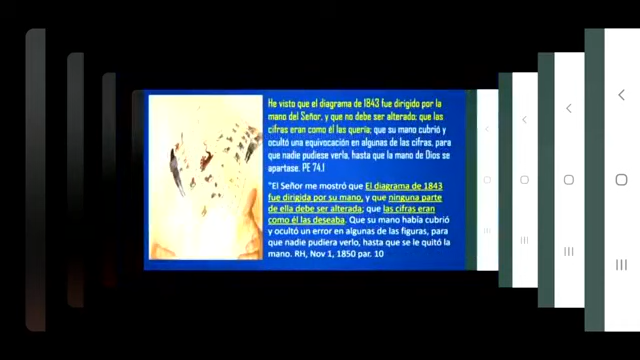 He visto que el diagrama de 1843 fue dirigido por la
mano del Señor, y que no debe ser alterado; que las
cifras eran como él las quería; que su mano cubrió y
ocultó una equivocación en algunas de las cifras, para
que nadie pudiese verla, hasta que la mano de Dios se
apartase. PE 74.1
"El Señor me mostró que El diagrama de 1843
fue dirigida por su mano, y que ninguna parte
de ella debe ser alterada; que las cifras eran
como él las deseaba. Que su mano había cubrió
y ocultó un error en algunas de las figuras, para
que nadie pudiera verlo, hasta que se le quitó la
mano. RH, Nov 1, 1850 par. 10